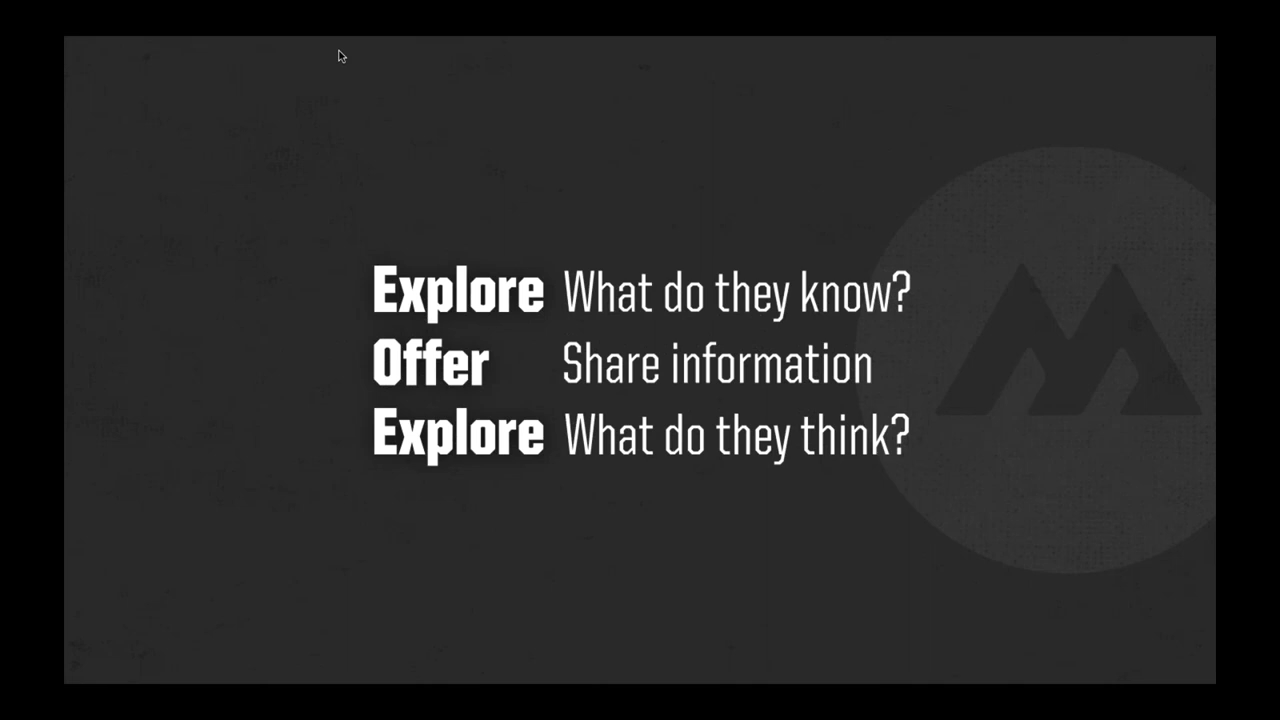 Explore What do they know?
Offer Share information
Explore What do they think?